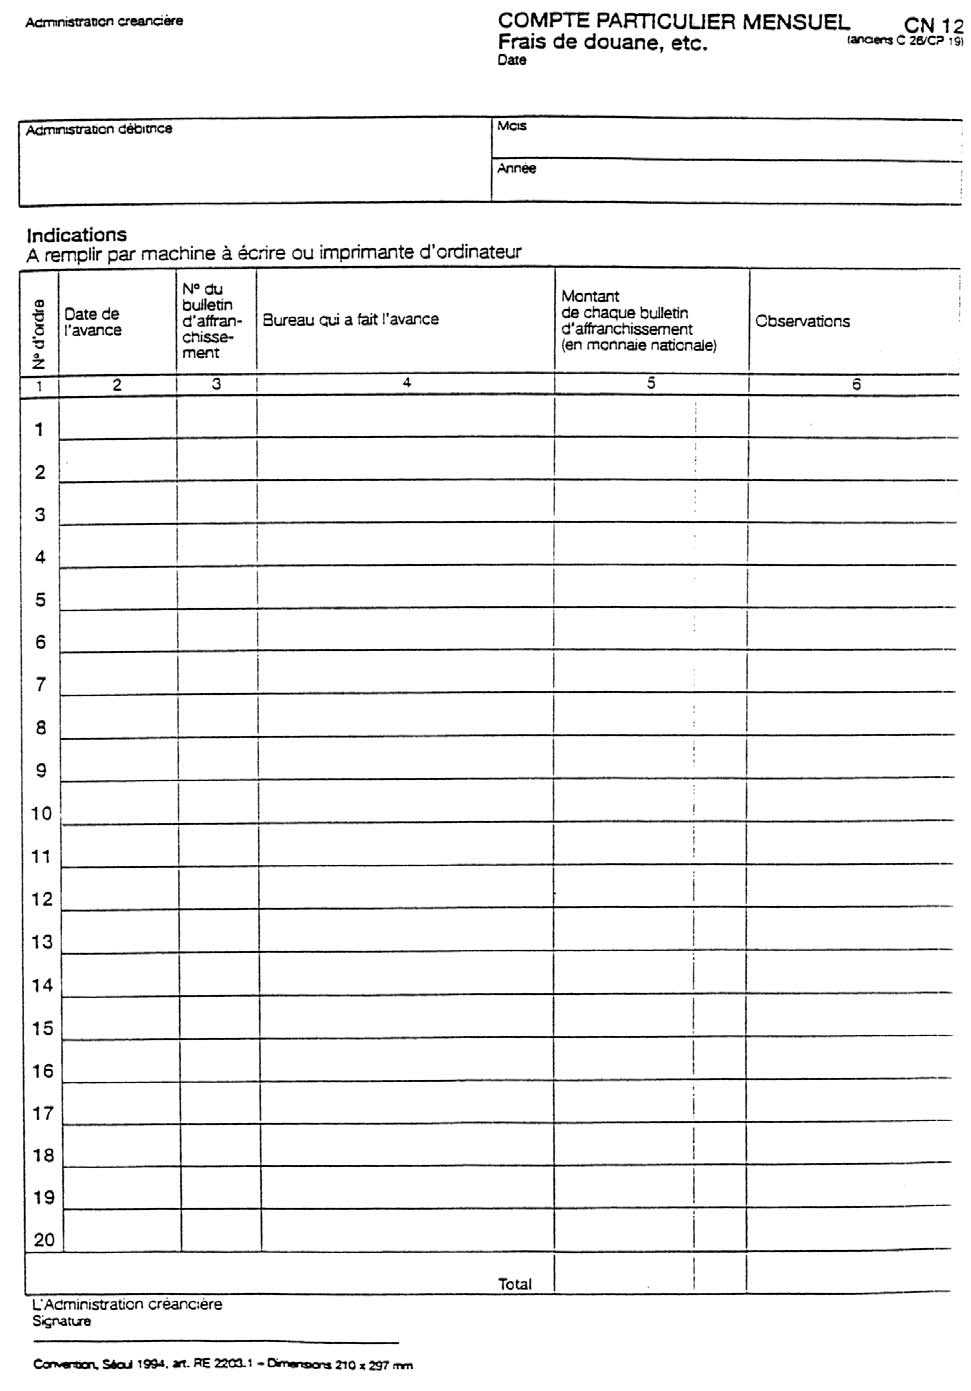 Administration créancière
COMPTE PARTICULIER MENSUEL
CN 12
Frais de douane, etc.
(anciens C 26/CP 19)
Date
Administration débitrice
Mois
Année
Indications
A remplir par machine à écrire ou imprimante d'ordinateur
N° d'ordre
Date de
l'avance
N° du
bulletin
d'affran-
chisse-
ment
Bureau qui a fait l'avance
Montant
de chaque bulletin
d'affranchissement
(en monnaie nationale)
Observations
1 2 3 4 5 6
1
2
3
4
5
6
7
8
9
10
11
12
13
14
15
16
17
18
19
20
Total
L'Administration créancière
Signature
Convention, Séoul 1994, art. RE 2203.1 – Dimensions 210 x 297 mm